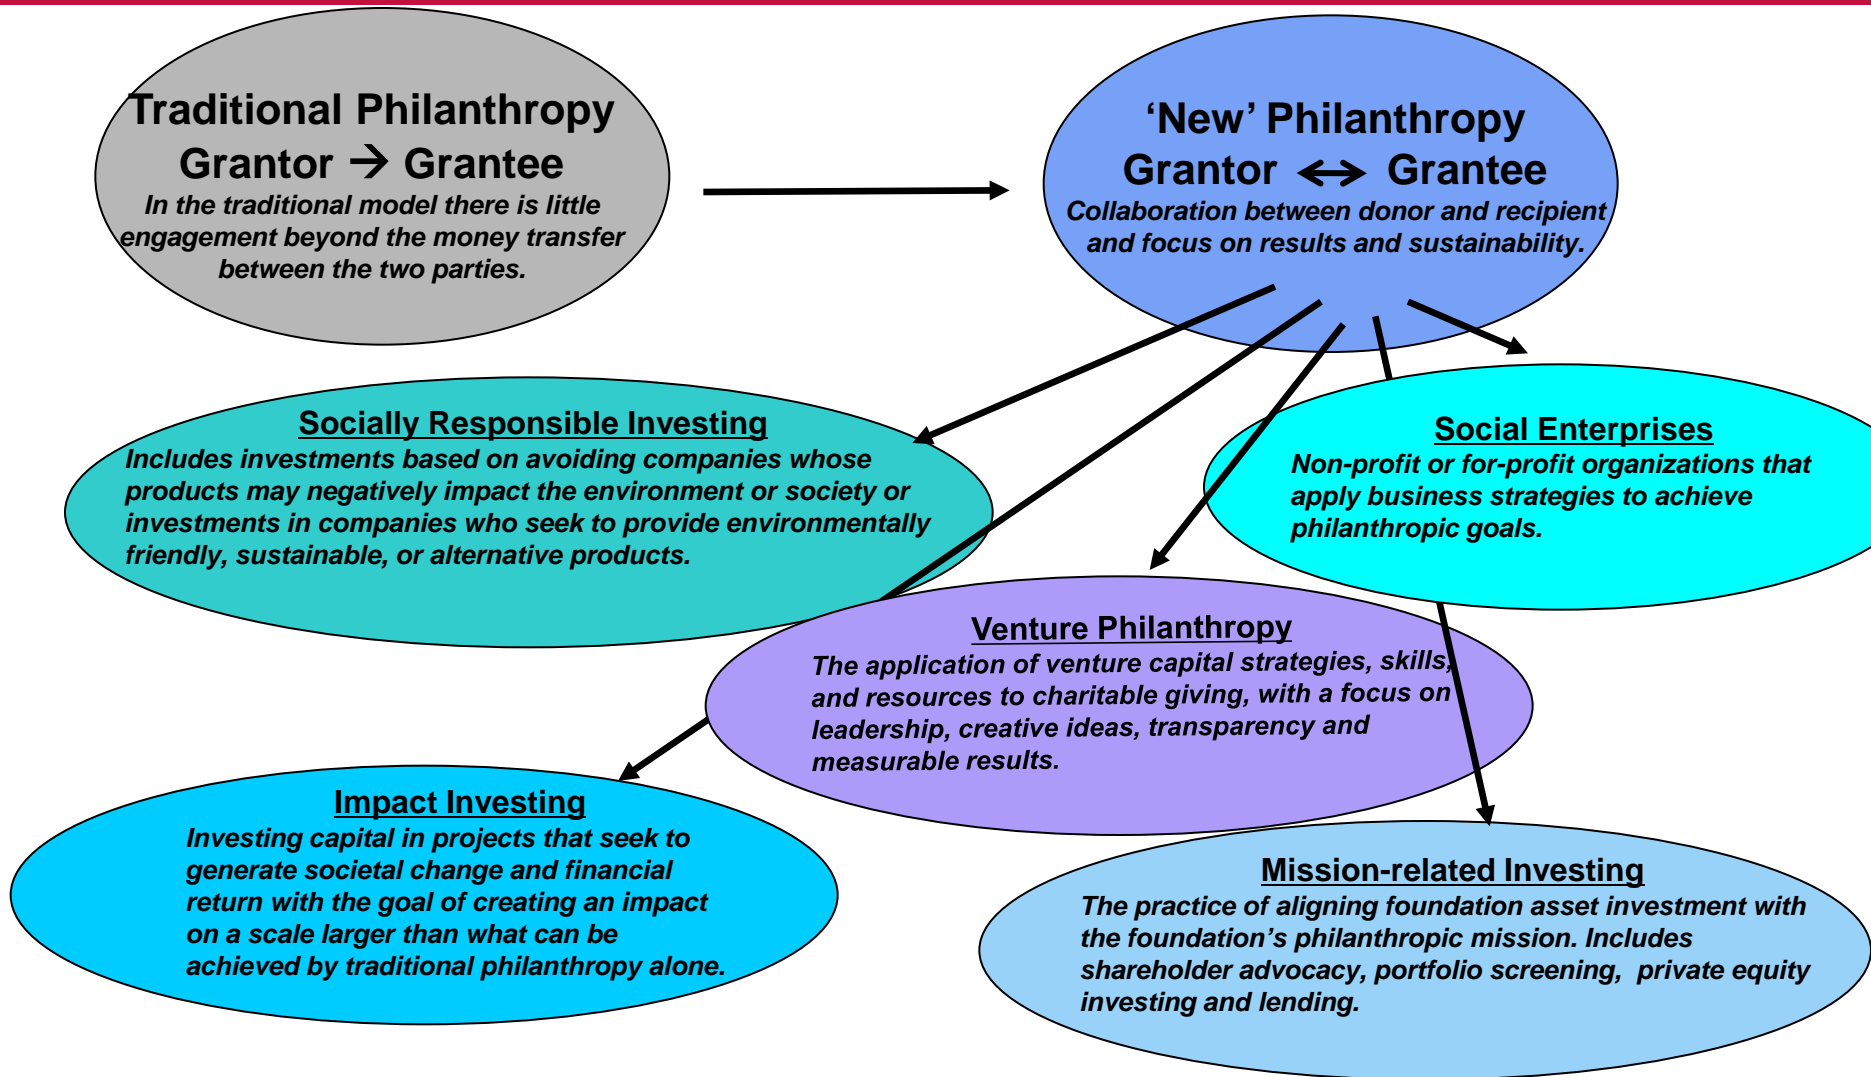 Traditional Philanthropy
Grantor → Grantee
In the traditional model there is little
engagement beyond the money transfer
between the two parties.
‘New’ Philanthropy
Grantor ↔ Grantee
Collaboration between donor and recipient
and focus on results and sustainability.
Socially Responsible Investing
Includes investments based on avoiding companies whose
products may negatively impact the environment or society or
investments in companies who seek to provide environmentally
friendly, sustainable, or alternative products.
Social Enterprises
Non-profit or for-profit organizations that
apply business strategies to achieve
philanthropic goals.
Venture Philanthropy
The application of venture capital strategies, skills,
and resources to charitable giving, with a focus on
leadership, creative ideas, transparency and
measurable results.
Impact Investing
Investing capital in projects that seek to
generate societal change and financial
return with the goal of creating an impact
on a scale larger than what can be
achieved by traditional philanthropy alone.
Mission-related Investing
The practice of aligning foundation asset investment with
the foundation’s philanthropic mission. Includes
shareholder advocacy, portfolio screening,  private equity
investing and lending.